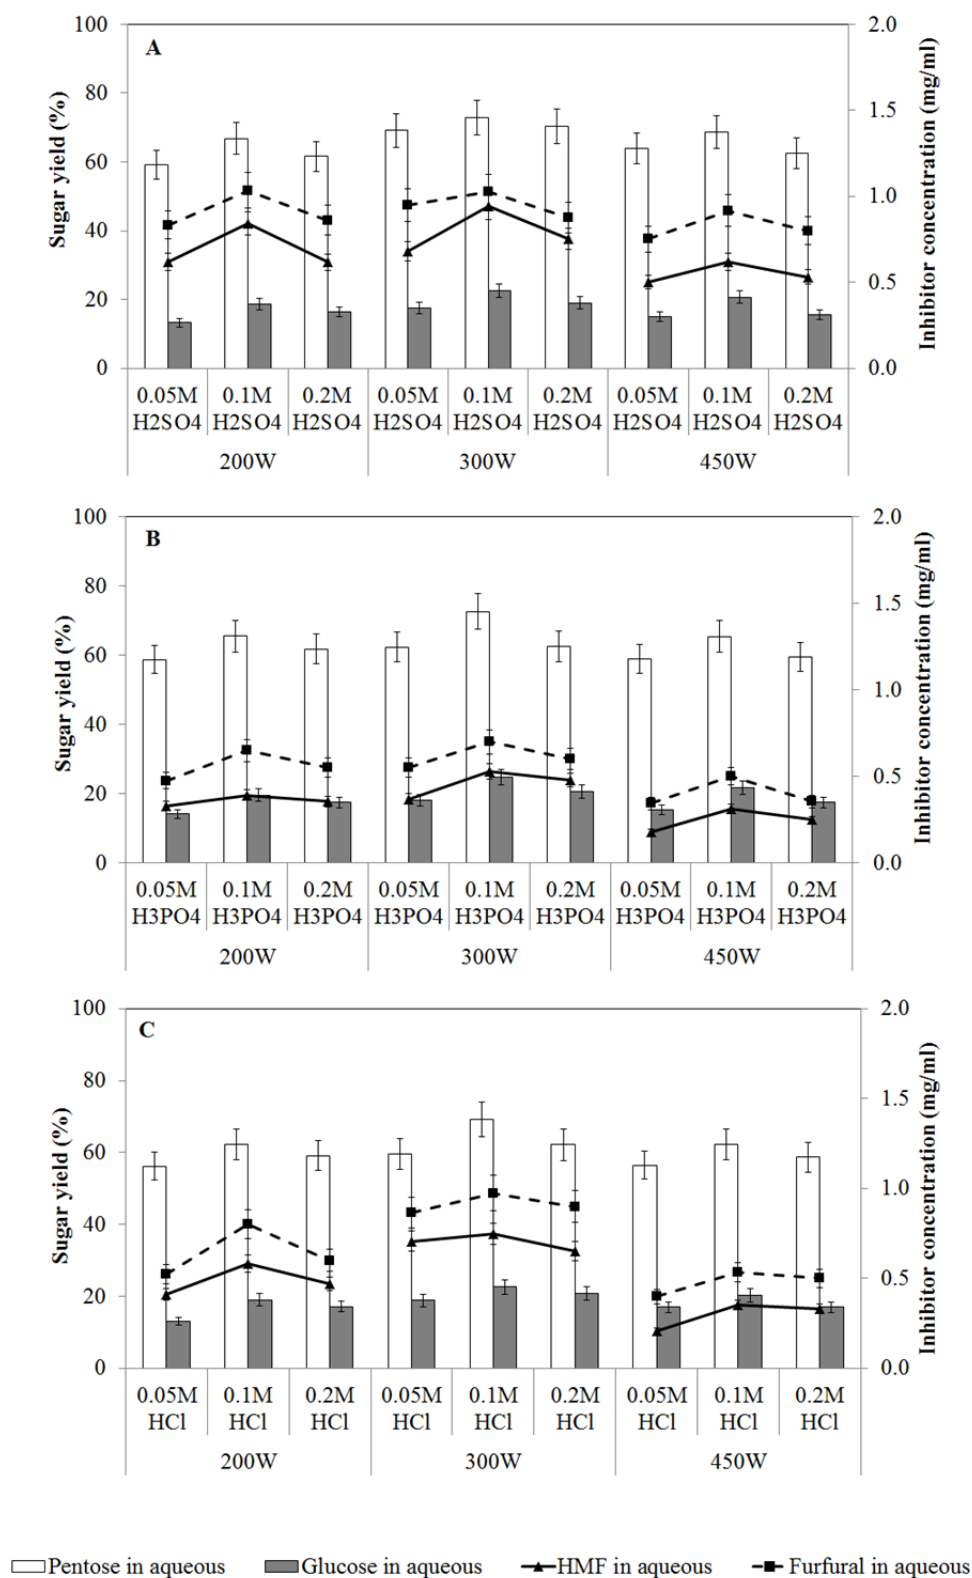 A
Sugar yield (%)
Inhibitor concentration (mg/ml)
100
80
60
40
20
0
2.0
1.5
1.0
0.5
0.0
0.05M 0.1M 0.2M 0.05M 0.1M 0.2M 0.05M 0.1M 0.2M
H2SO4 H2SO4 H2SO4 H2SO4 H2SO4 H2SO4 H2SO4 H2SO4 H2SO4
200W 300W 450W
B
Sugar yield (%)
Inhibitor concentration (mg/ml)
100
80
60
40
20
0
2.0
1.5
1.0
0.5
0.0
0.05M 0.1M 0.2M 0.05M 0.1M 0.2M 0.05M 0.1M 0.2M
H3PO4 H3PO4 H3PO4 H3PO4 H3PO4 H3PO4 H3PO4 H3PO4 H3PO4
200W 300W 450W
C
Sugar yield (%)
Inhibitor concentration (mg/ml)
100
80
60
40
20
0
2.0
1.5
1.0
0.5
0.0
0.05M 0.1M 0.2M 0.05M 0.1M 0.2M 0.05M 0.1M 0.2M
HCl HCl HCl HCl HCl HCl HCl HCl HCl
200W 300W 450W
Pentose in aqueous Glucose in aqueous HMF in aqueous Furfural in aqueous